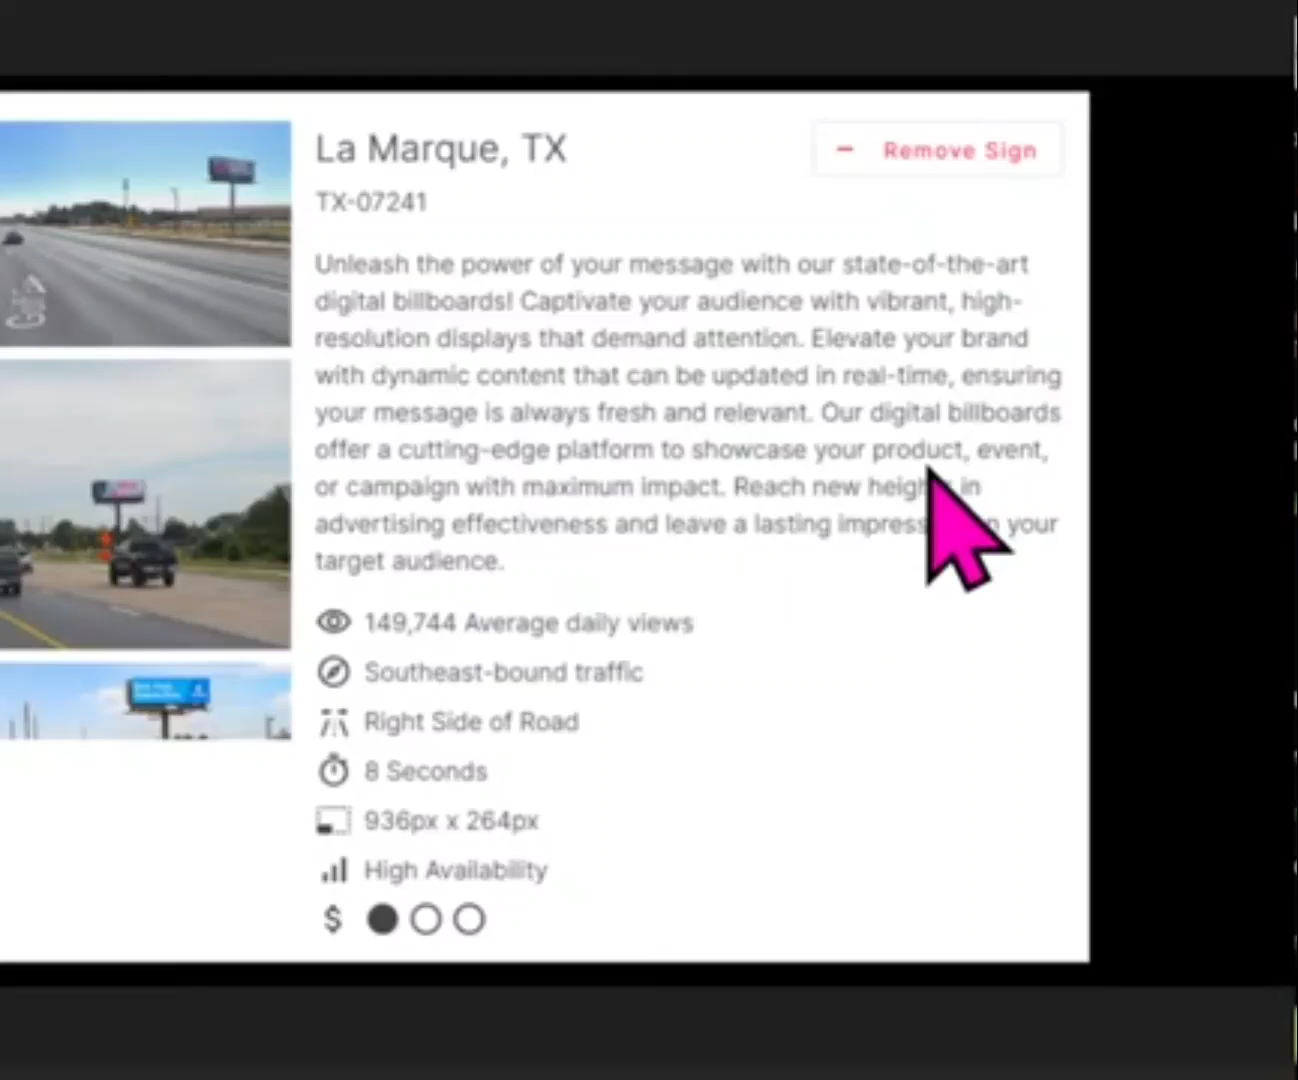 La Marque, TX
Remove Sign
TX-07241
Unleash the power of your message with our state-of-the-art
digital billboards! Captivate your audience with vibrant, high-
resolution displays that demand attention. Elevate your brand
with dynamic content that can be updated in real-time, ensuring
your message is always fresh and relevant. Our digital billboards
offer a cutting-edge platform to showcase your product, event,
or campaign with maximum impact. Reach new in
advertising effectiveness and leave a lasting your
target audience.
149,744 Average daily views
Southeast-bound traffic
Right Side of Road
8 Seconds
936px x 264px
High Availability
$